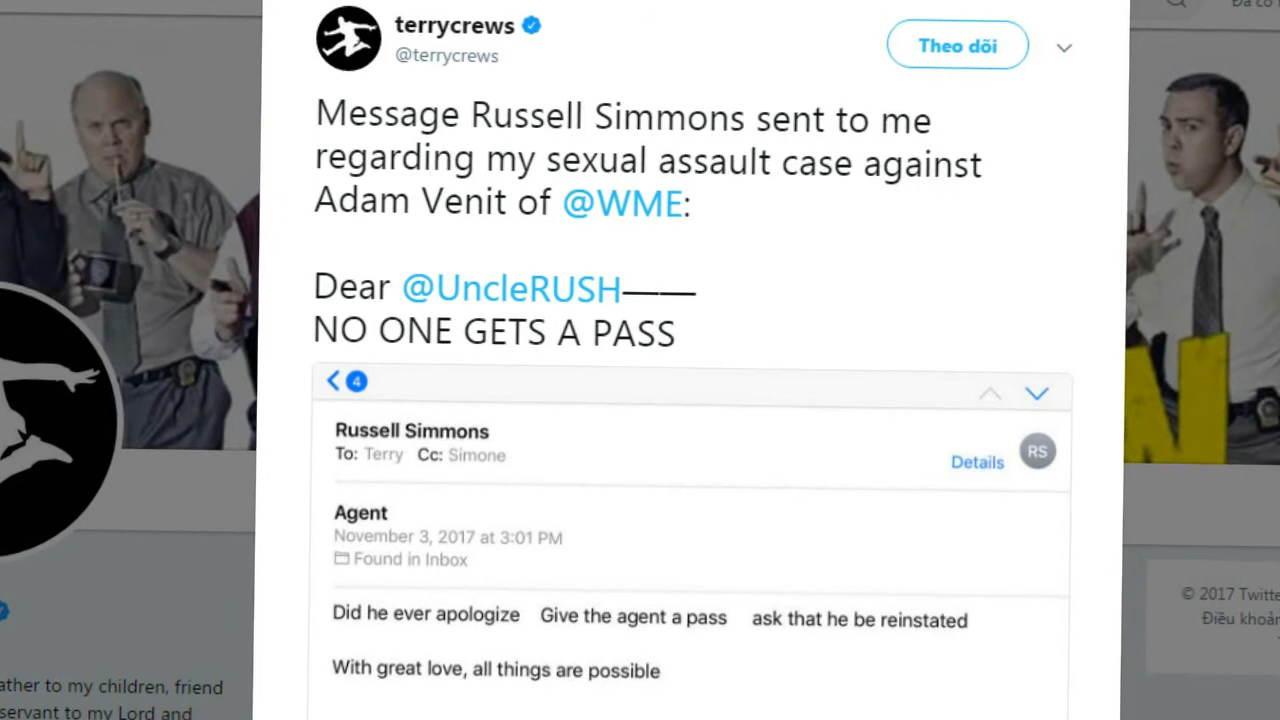 terrycrews
@terrycrews
Theo dõi
Message Russell Simmons sent to me
regarding my sexual assault case against
Adam Venit of @WME:
Dear @UncleRUSH——
NO ONE GETS A PASS
4
Russell Simmons
To: Terry Cc: Simone
Details
RS
Agent
November 3, 2017 at 3:01 PM
Found in Inbox
Did he ever apologize Give the agent a pass ask that he be reinstated
With great love, all things are possible
© 2017 Twitte
Điều khoản
ather to my children, friend
servant to my Lord and